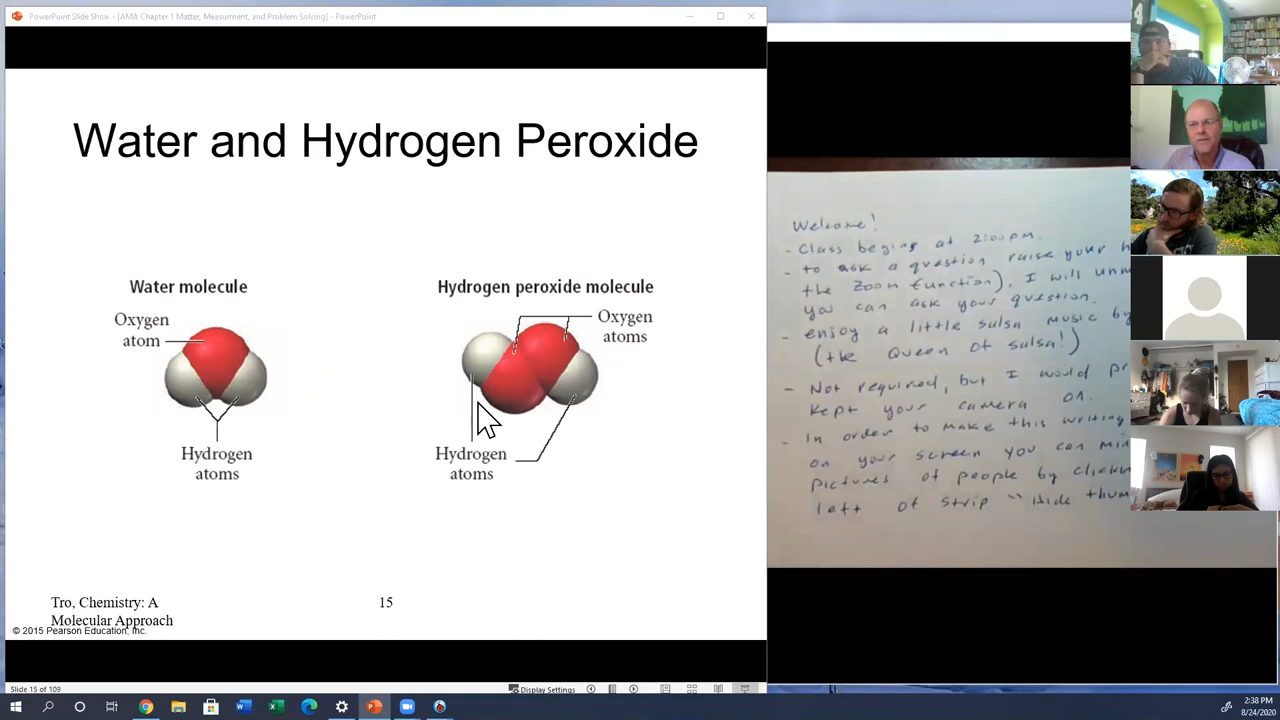 PowerPoint Slide Show - [AMA Chapter 1 Matter, Measurment, and Problem Solving] - PowerPoint
Water and Hydrogen Peroxide
Water molecule
Oxygen
atom
Hydrogen
atoms
Hydrogen peroxide molecule
Oxygen
atoms
Hydrogen
atoms
Tro, Chemistry: A
Molecular Approach
15
© 2015 Pearson Education, Inc.
Slide 15 of 109
Display Settings
Welcome!
- Class begins at 2:00pm.
- to ask a question raise your h
the Zoom function). I will unm
you can ask your question.
- enjoy a little salsa music by
(the Queen of salsa!)
- Not required, but I would pr
kept your camera on.
- In order to make this writing
on your screen you can min
pictures of people by click
left of strip "Hide thum
4
2:38 PM
8/24/2020